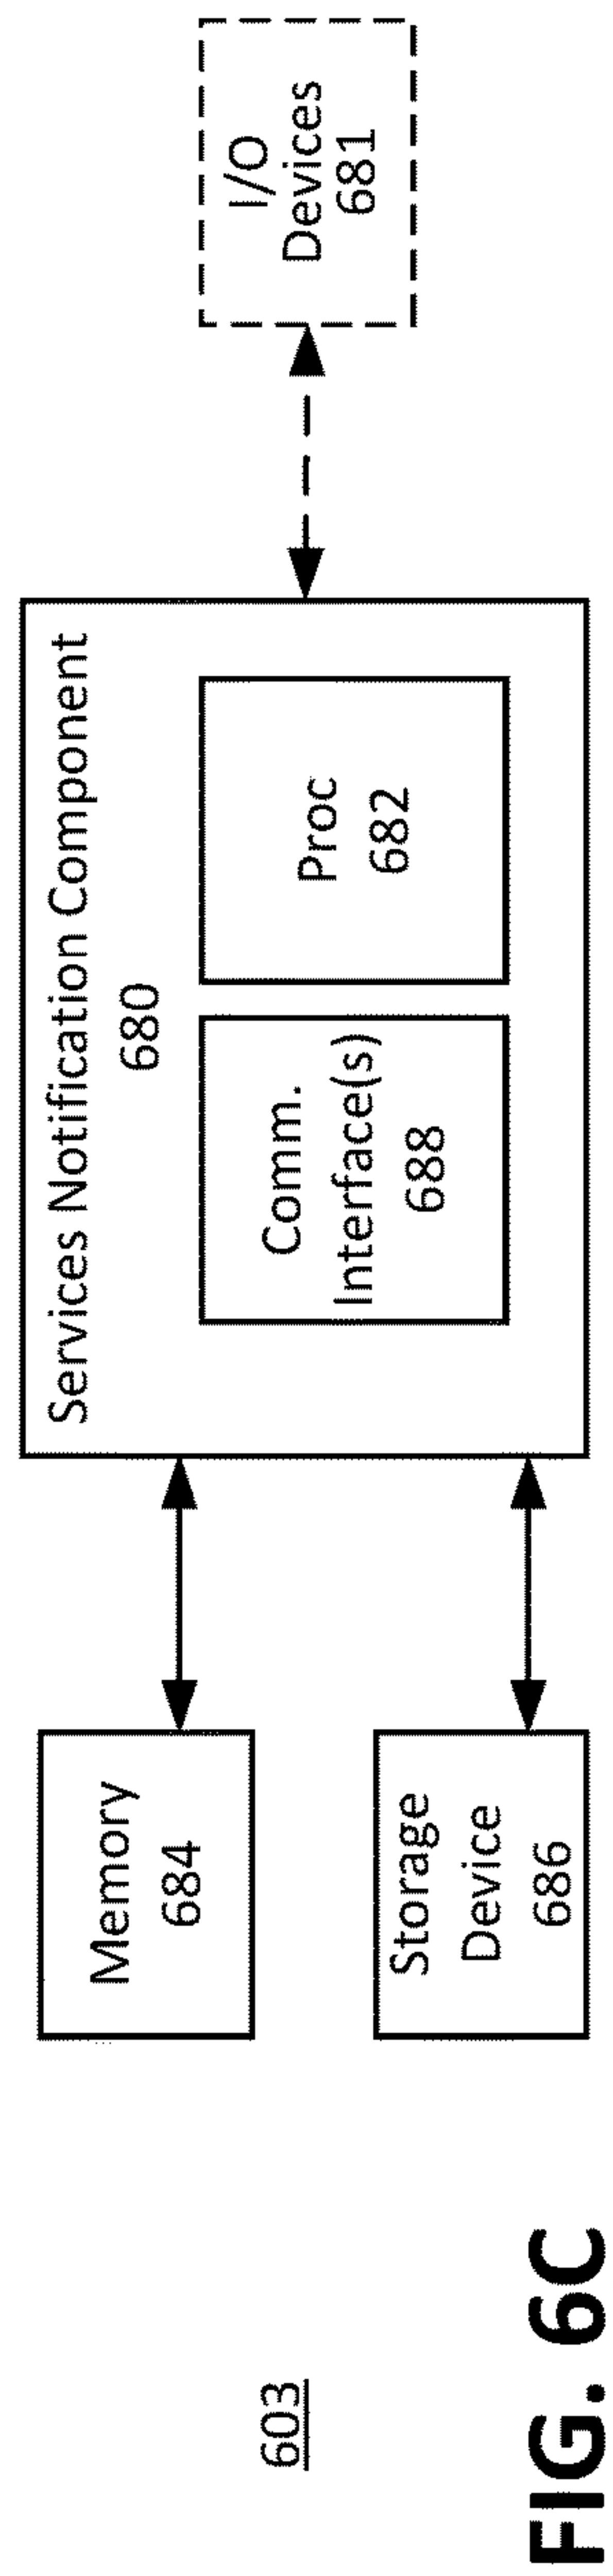 Memory
684
Storage
Device
686
Services Notification Component
680
Comm.
Interface(s)
688
Proc
682
I/O
Devices
681
603
FIG. 6C